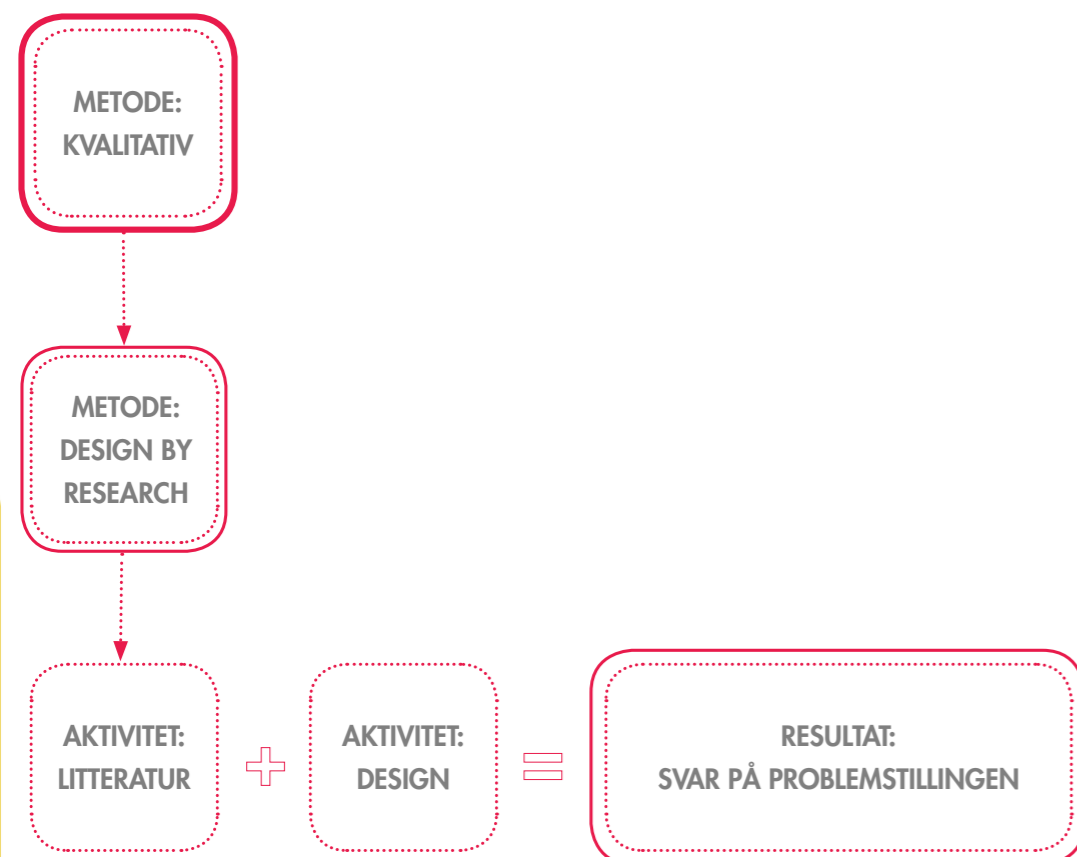 METODE:
KVALITATIV
METODE:
DESIGN BY
RESEARCH
AKTIVITET:
LITTERATUR
+
AKTIVITET:
DESIGN
=
RESULTAT:
SVAR PÅ PROBLEMSTILLINGEN